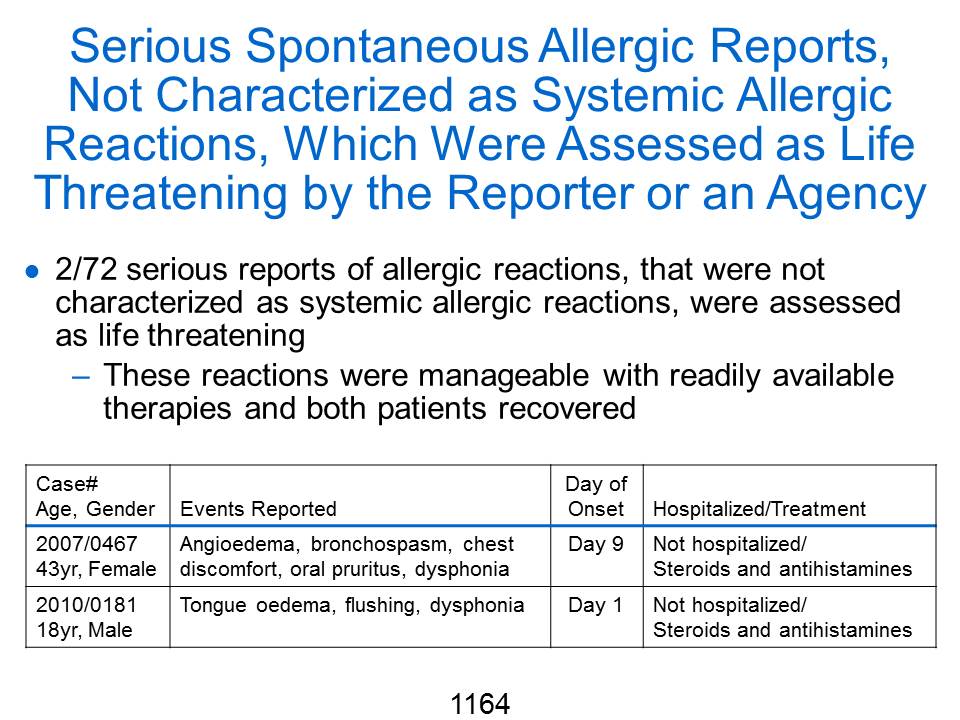 Serious Spontaneous Allergic Reports,
Not Characterized as Systemic Allergic
Reactions, Which Were Assessed as Life
Threatening by the Reporter or an Agency
● 2/72 serious reports of allergic reactions, that were not
characterized as systemic allergic reactions, were assessed
as life threatening
– These reactions were manageable with readily available
therapies and both patients recovered
Case#
Age, Gender
Events Reported
Day of
Onset
Hospitalized/Treatment
2007/0467
43yr, Female
Angioedema, bronchospasm, chest
discomfort, oral pruritus, dysphonia
Day 9
Not hospitalized/
Steroids and antihistamines
2010/0181
18yr, Male
Tongue oedema, flushing, dysphonia
Day 1
Not hospitalized/
Steroids and antihistamines
1164